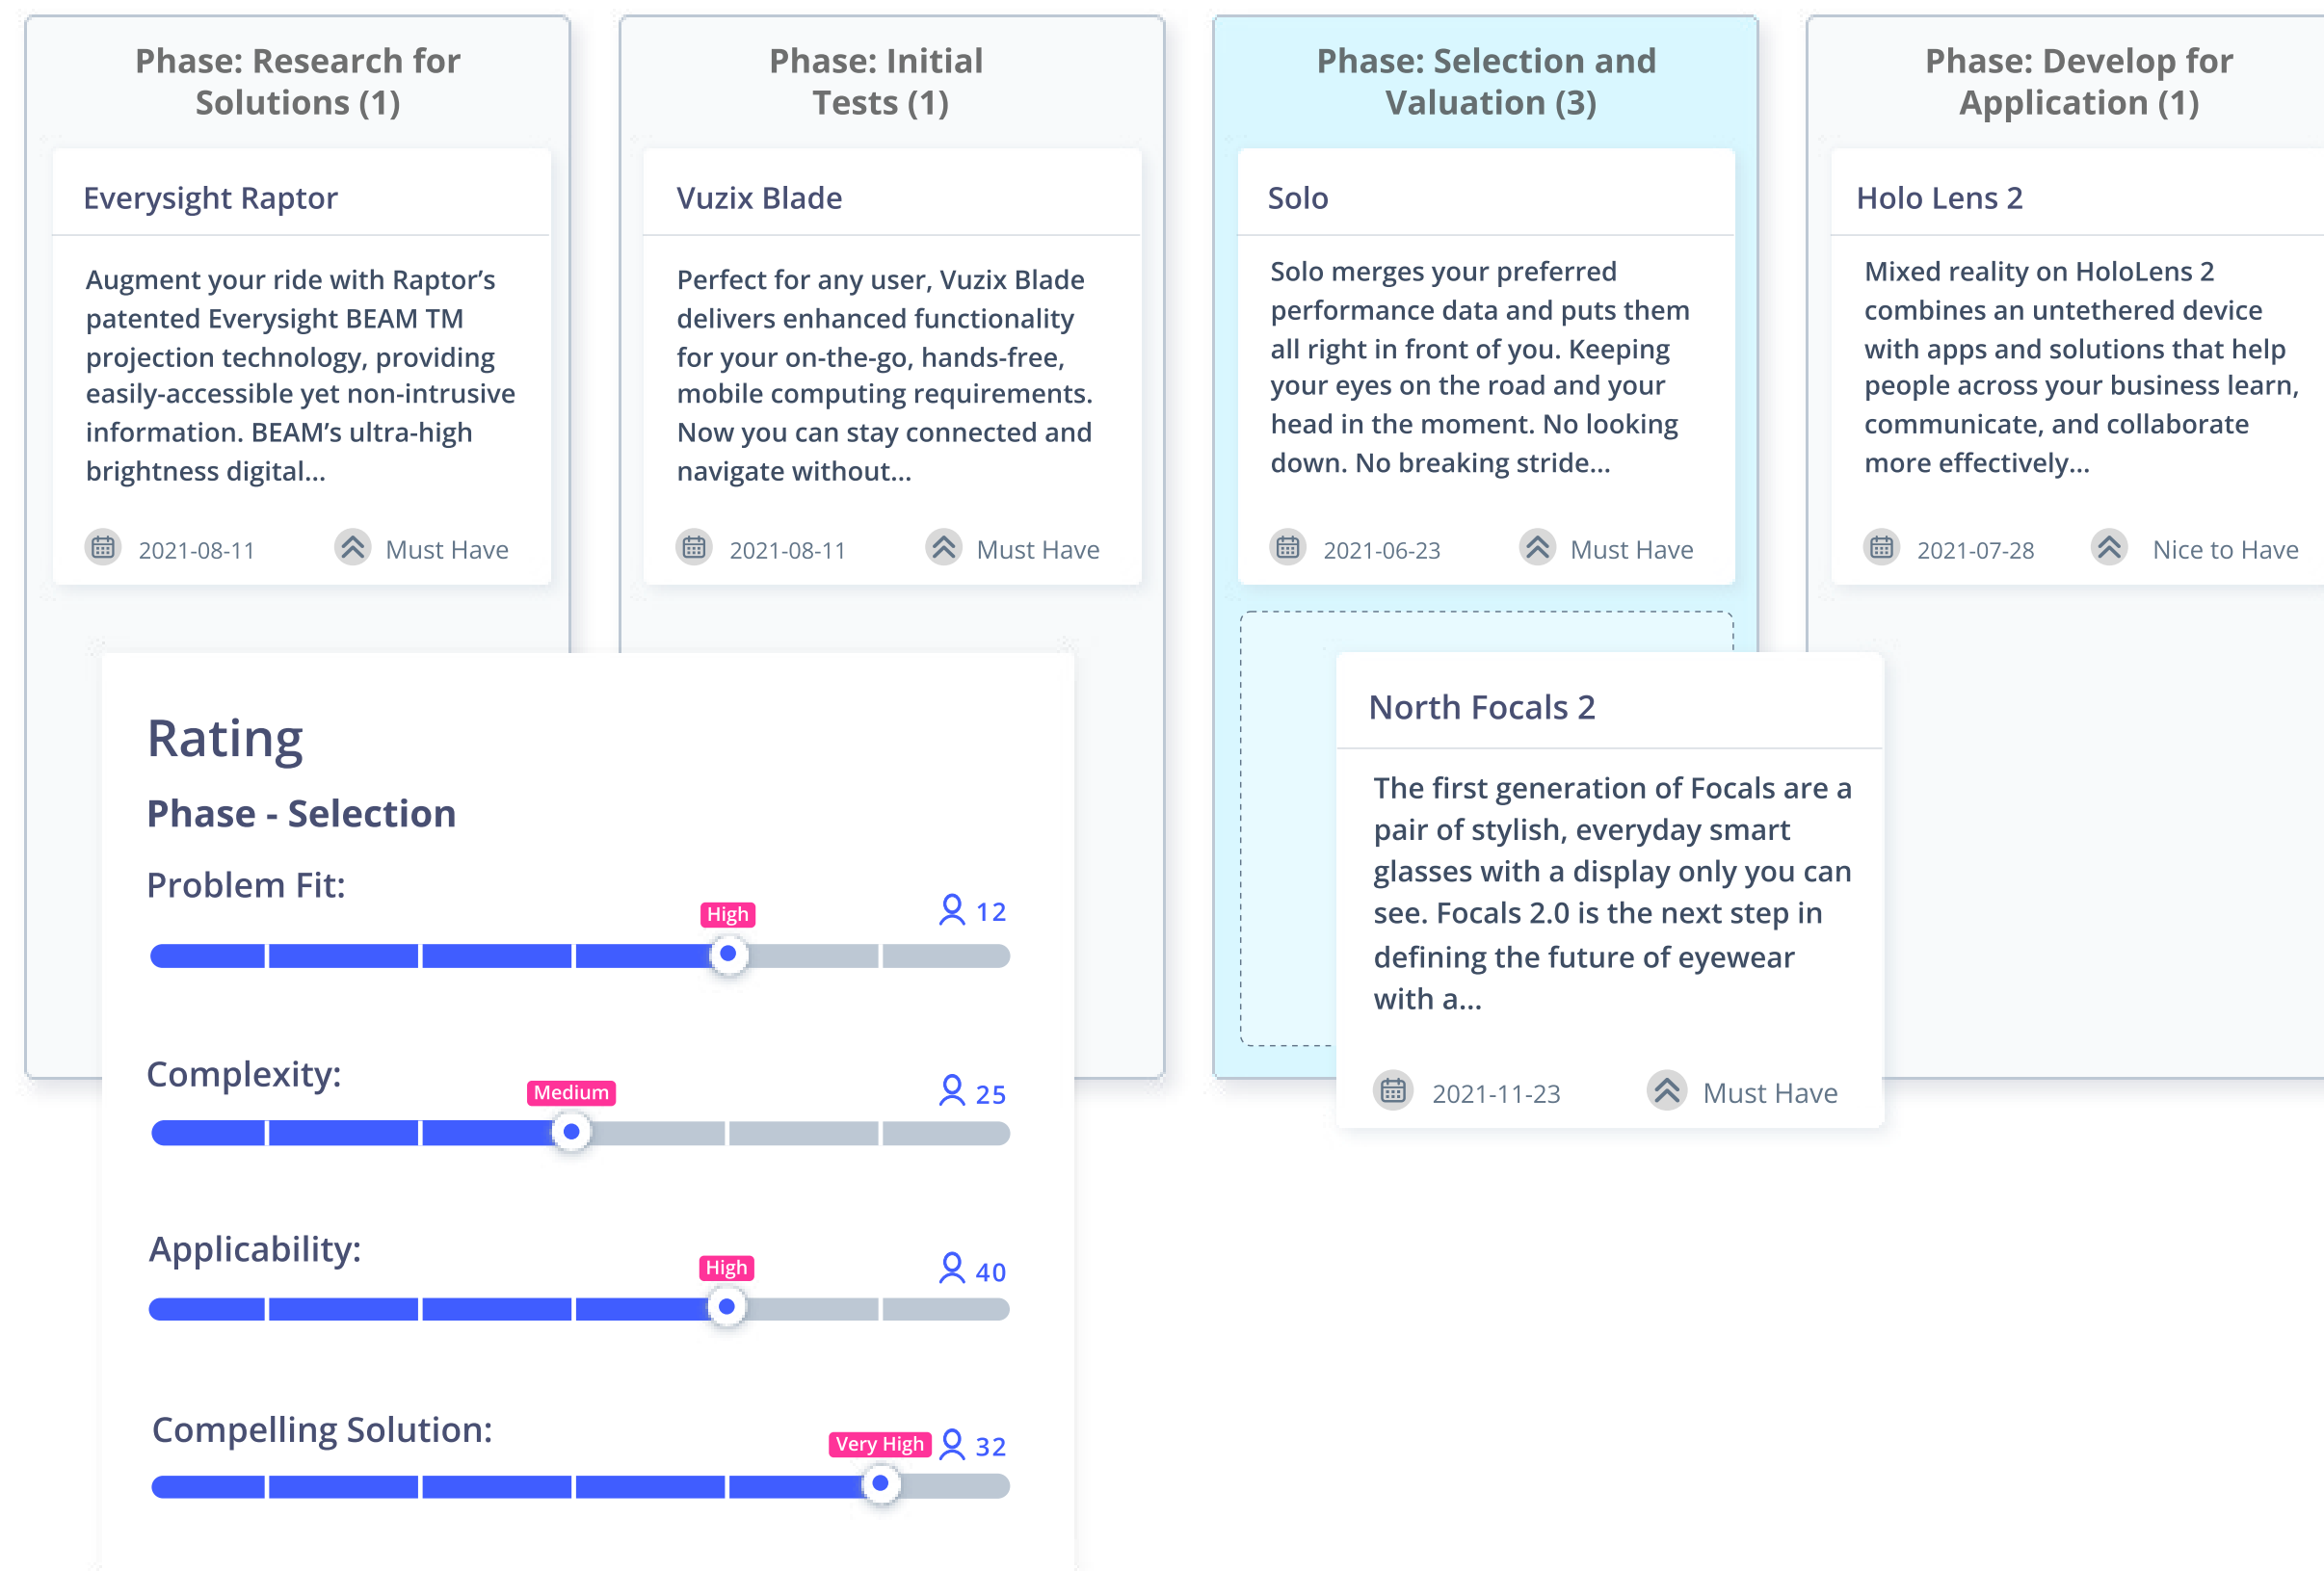 Phase: Research for
Solutions (1)
Everysight Raptor
Augment your ride with Raptor’s
patented Everysight BEAM TM
projection technology, providing
easily-accessible yet non-intrusive
information. BEAM’s ultra-high
brightness digital...
2021-08-11
Must Have
Phase: Initial
Tests (1)
Vuzix Blade
Perfect for any user, Vuzix Blade
delivers enhanced functionality
for your on-the-go, hands-free,
mobile computing requirements.
Now you can stay connected and
navigate without...
2021-08-11
Must Have
Phase: Selection and
Valuation (3)
Solo
Solo merges your preferred
performance data and puts them
all right in front of you. Keeping
your eyes on the road and your
head in the moment. No looking
down. No breaking stride...
2021-06-23
Must Have
North Focals 2
The first generation of Focals are a
pair of stylish, everyday smart
glasses with a display only you can
see. Focals 2.0 is the next step in
defining the future of eyewear
with a...
2021-11-23
Must Have
Phase: Develop for
Application (1)
Holo Lens 2
Mixed reality on HoloLens 2
combines an untethered device
with apps and solutions that help
people across your business learn,
communicate, and collaborate
more effectively...
2021-07-28
Nice to Have
Rating
Phase - Selection
Problem Fit:
High
12
Complexity:
Medium
25
Applicability:
High
40
Compelling Solution:
Very High
32